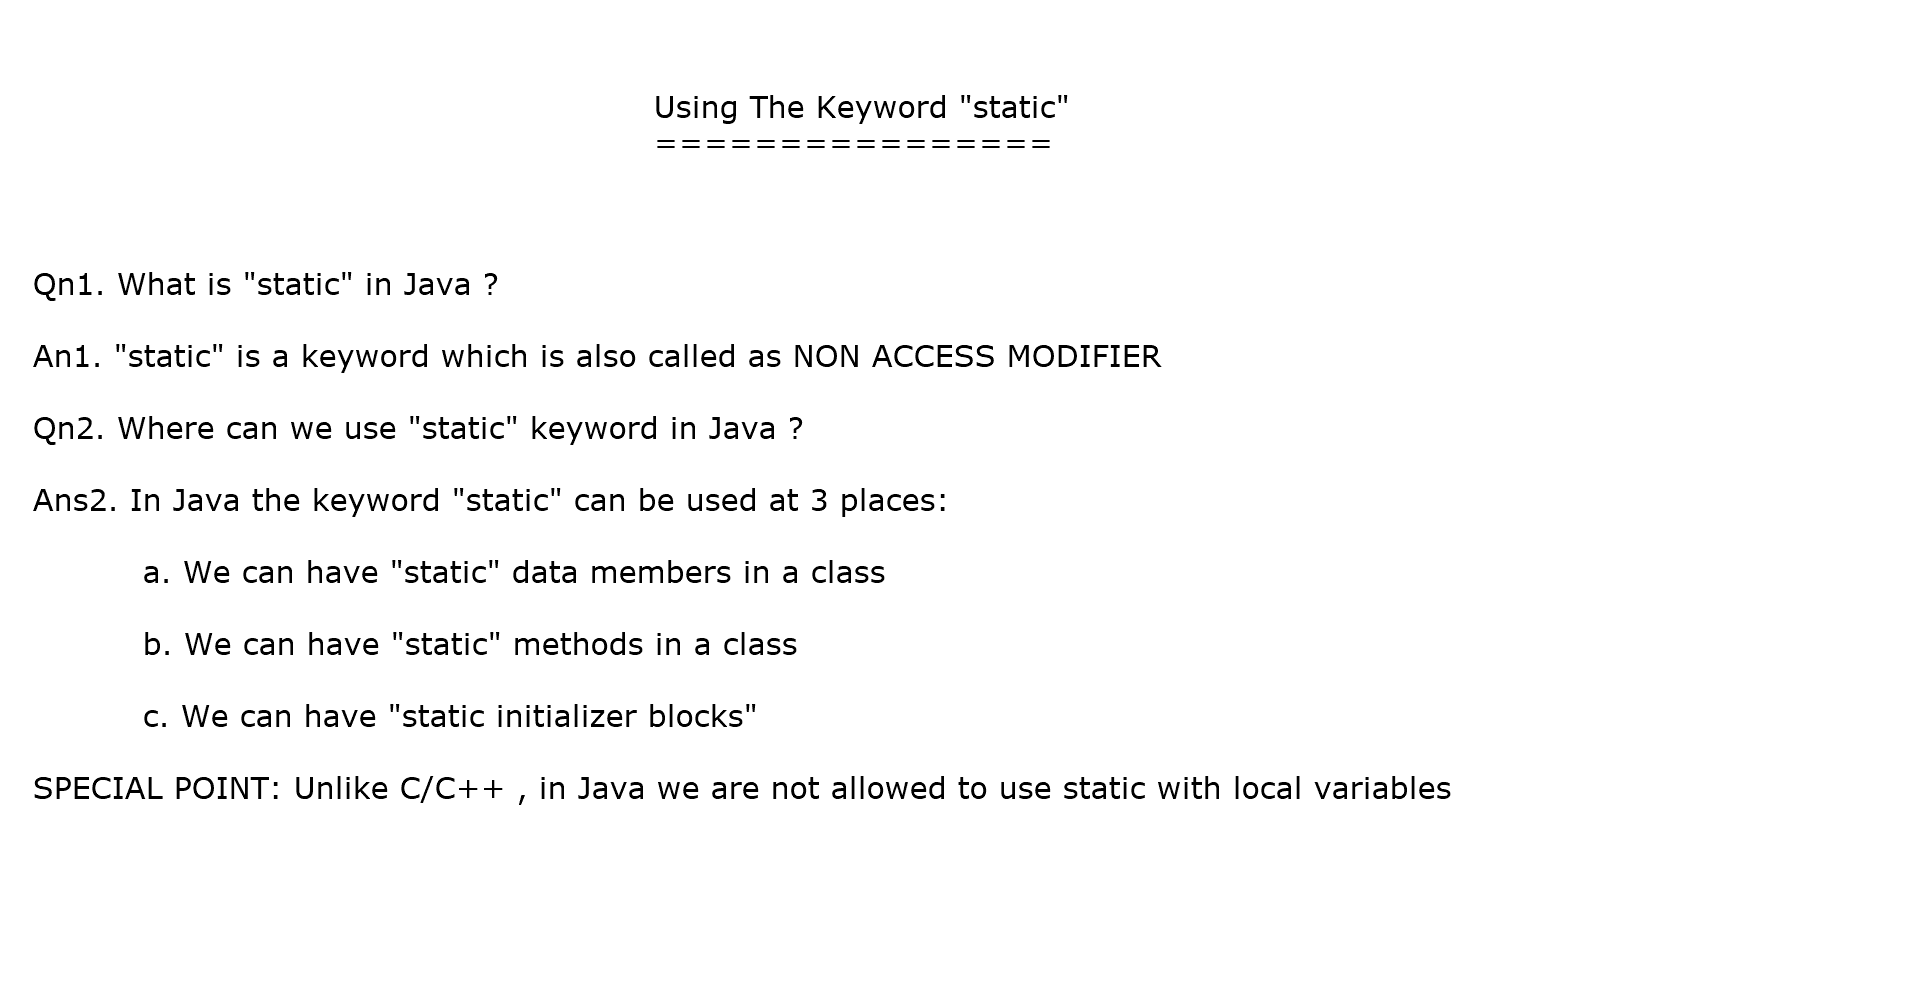 Using The Keyword "static"
================
Qn1. What is "static" in Java ?
An1. "static" is a keyword which is also called as NON ACCESS MODIFIER
Qn2. Where can we use "static" keyword in Java ?
Ans2. In Java the keyword "static" can be used at 3 places:
a. We can have "static" data members in a class
b. We can have "static" methods in a class
c. We can have "static initializer blocks"
SPECIAL POINT: Unlike C/C++ , in Java we are not allowed to use static with local variables